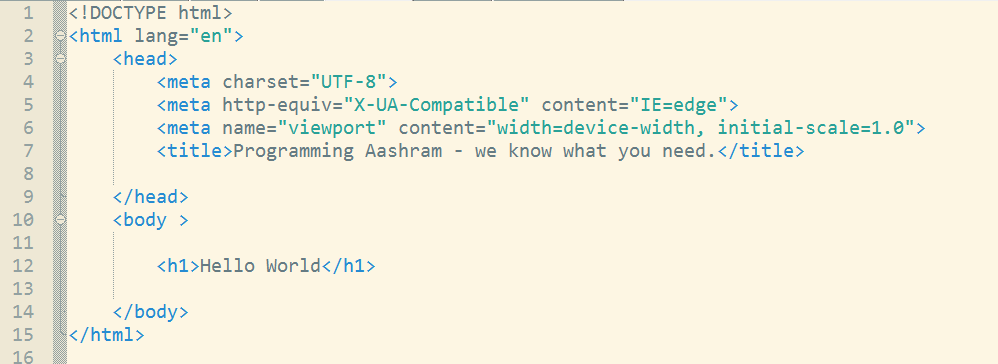 1 <!DOCTYPE html>
2 <html lang="en">
3 <head>
4 <meta charset="UTF-8">
5 <meta http-equiv="X-UA-Compatible" content="IE=edge">
6 <meta name="viewport" content="width=device-width, initial-scale=1.0">
7 <title>Programming Aashram - we know what you need.</title>
8
9 </head>
10 <body >
11
12 <h1>Hello World</h1>
13
14 </body>
15 </html>
16